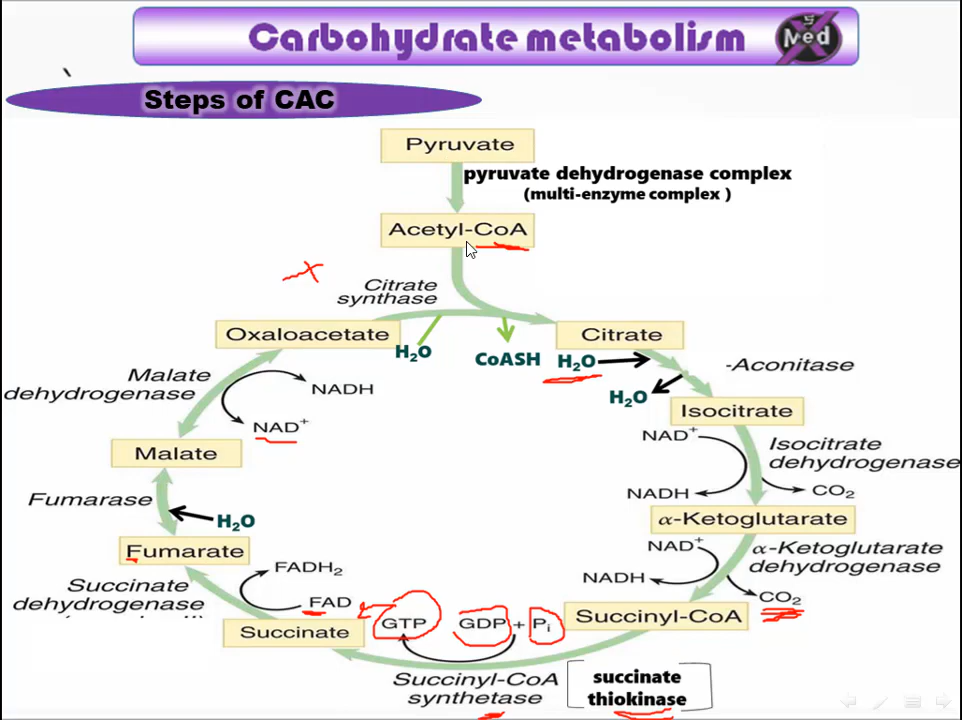 Carbohydrate metabolism
Med
Steps of CAC
Pyruvate
pyruvate dehydrogenase complex
(multi-enzyme complex )
Acetyl-CoA
Citrate
synthase
Oxaloacetate
H₂O
CoASH
Citrate
H₂O
H₂O
-Aconitase
Isocitrate
NAD⁺
NADH
Isocitrate
dehydrogenase
CO₂
α-Ketoglutarate
NAD⁺
NADH
α-Ketoglutarate
dehydrogenase
CO₂
Succinyl-CoA
GTP
GDP + Pᵢ
Succinyl-CoA
synthetase
succinate
thiokinase
Succinate
FADH₂
FAD
Succinate
dehydrogenase
Fumarate
Fumarase
H₂O
Malate
Malate
dehydrogenase
NADH
NAD⁺